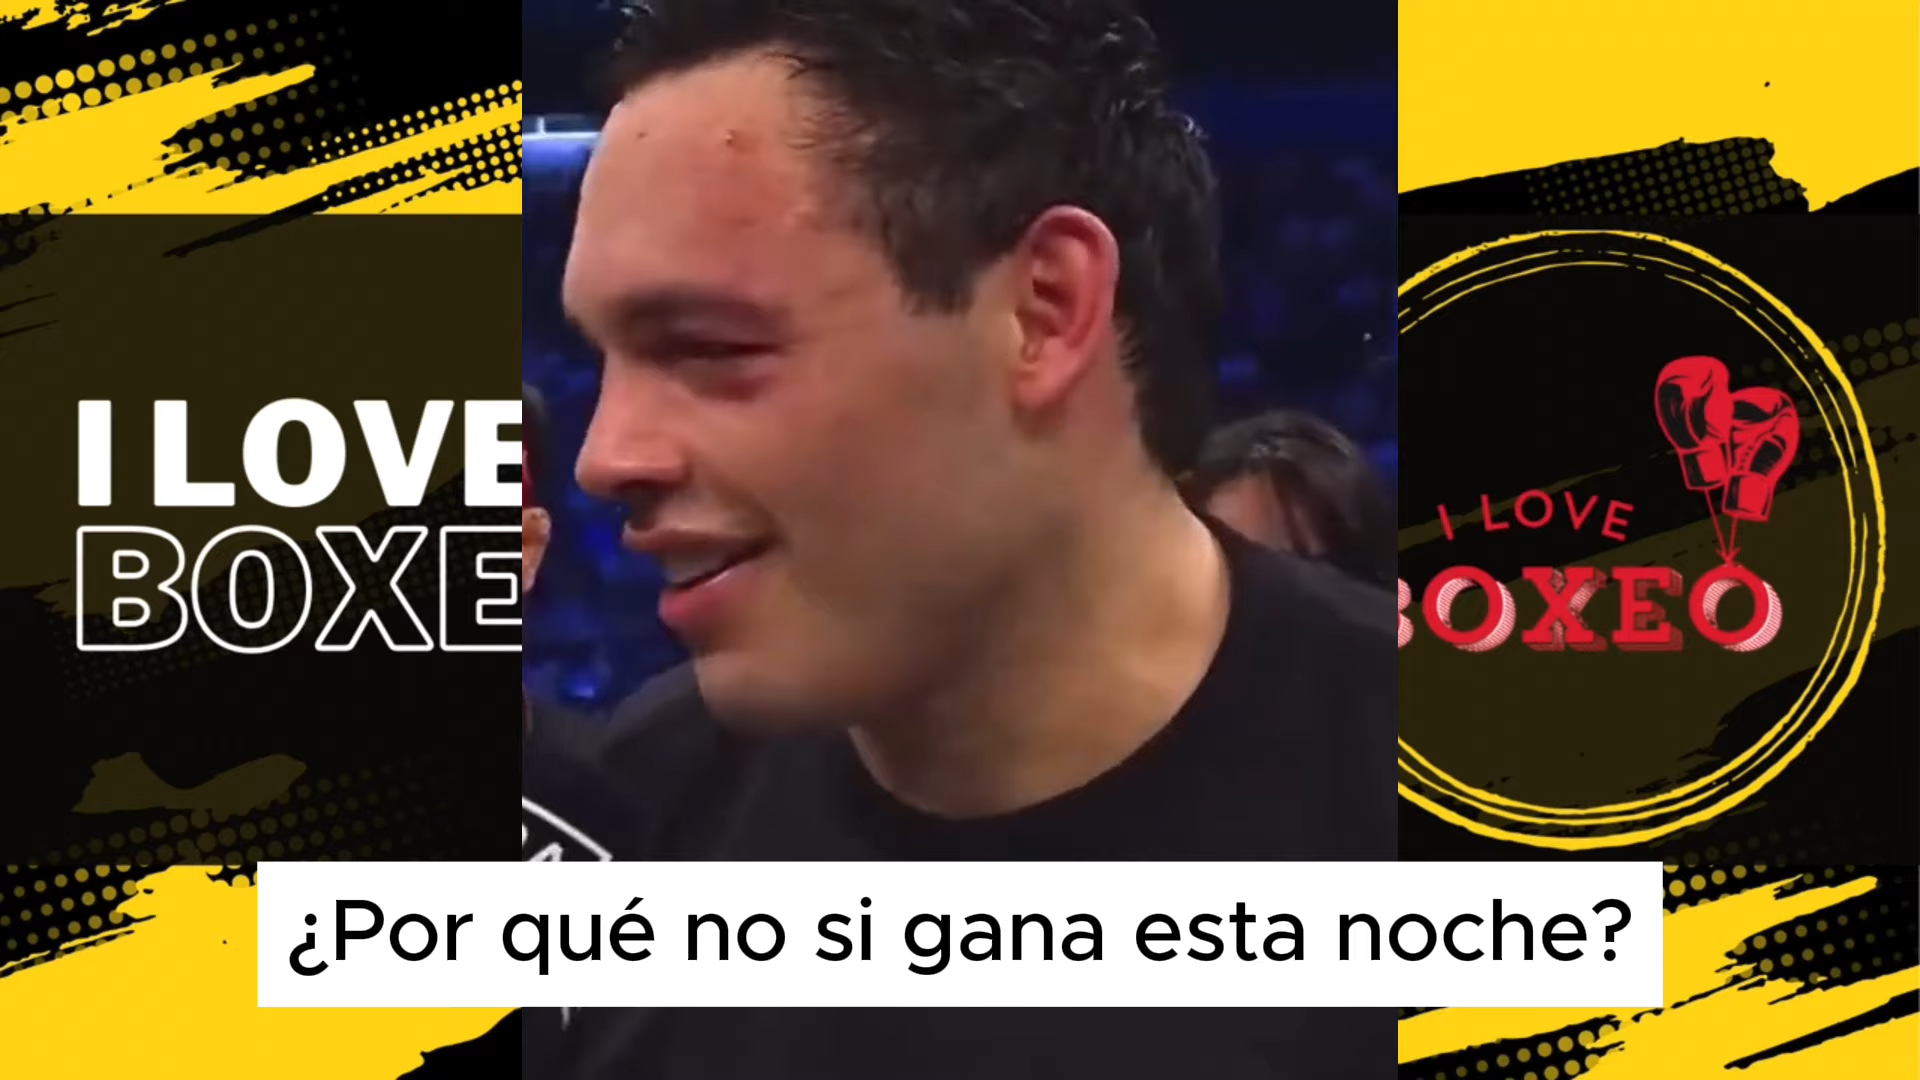 I LOVE
BOXE
I LOVE
BOXEO
¿Por qué no si gana esta noche?